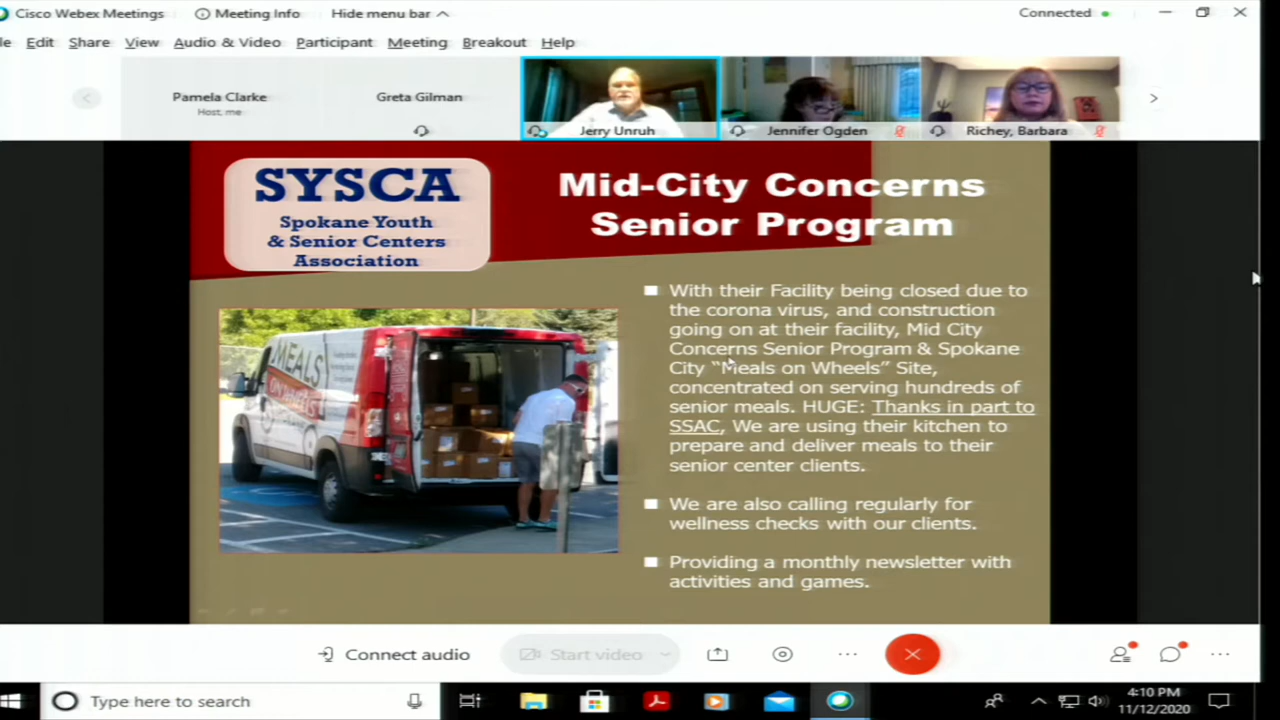 Cisco Webex Meetings
Meeting Info
Hide menu bar
Connected
le Edit Share View Audio & Video Participant Meeting Breakout Help
Pamela Clarke
Host, me
Greta Gilman
Jerry Unruh
Jennifer Ogden
Richey, Barbara
SYSCA
Spokane Youth
& Senior Centers
Association
Mid-City Concerns
Senior Program
MEALS
ON WHEELS
With their Facility being closed due to
the corona virus, and construction
going on at their facility, Mid City
Concerns Senior Program & Spokane
City “Meals on Wheels” Site,
concentrated on serving hundreds of
senior meals. HUGE: Thanks in part to
SSAC, We are using their kitchen to
prepare and deliver meals to their
senior center clients.
We are also calling regularly for
wellness checks with our clients.
Providing a monthly newsletter with
activities and games.
Connect audio
Start video
Type here to search
4:10 PM
11/12/2020